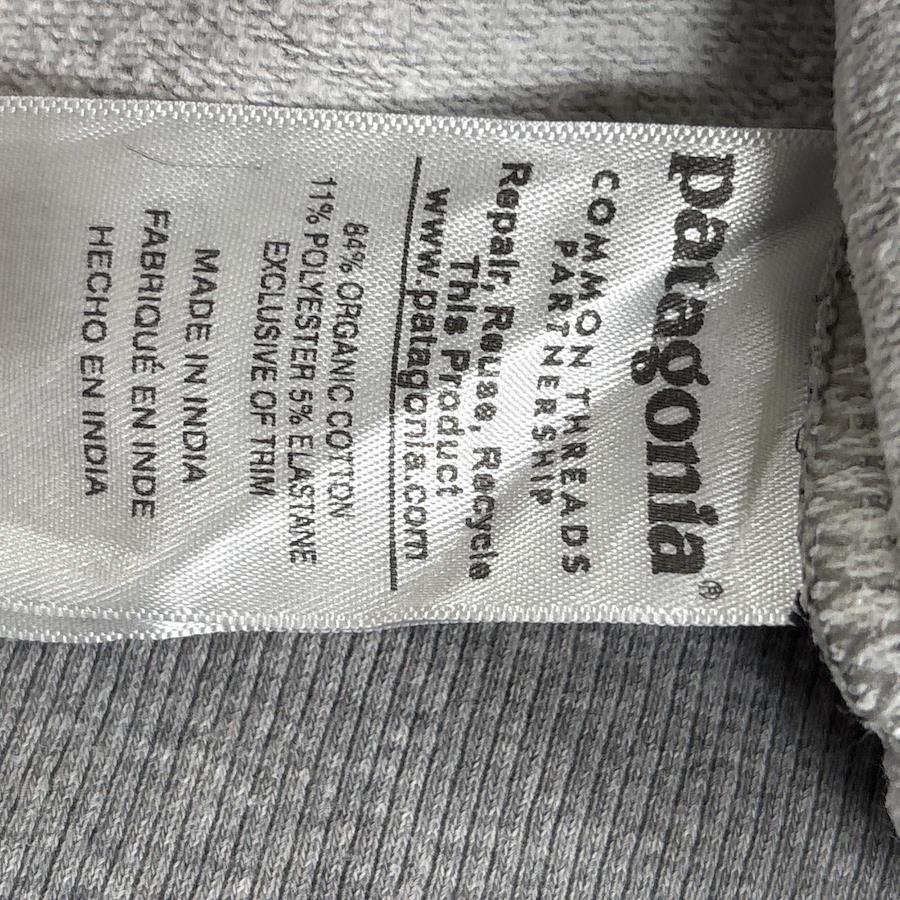 patagonia®
COMMON THREADS
PARTNERSHIP
Repair, Reuse, Recycle
This Product
www.patagonia.com
84% ORGANIC COTTON
11% POLYESTER 5% ELASTANE
EXCLUSIVE OF TRIM
MADE IN INDIA
FABRIQUÉ EN INDE
HECHO EN INDIA